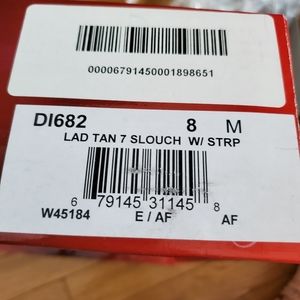 00006791450001898651
DI682 8 M
LAD TAN 7 SLOUCH W/ STRP
6 79145 31145 8
W45184 E / AF AF